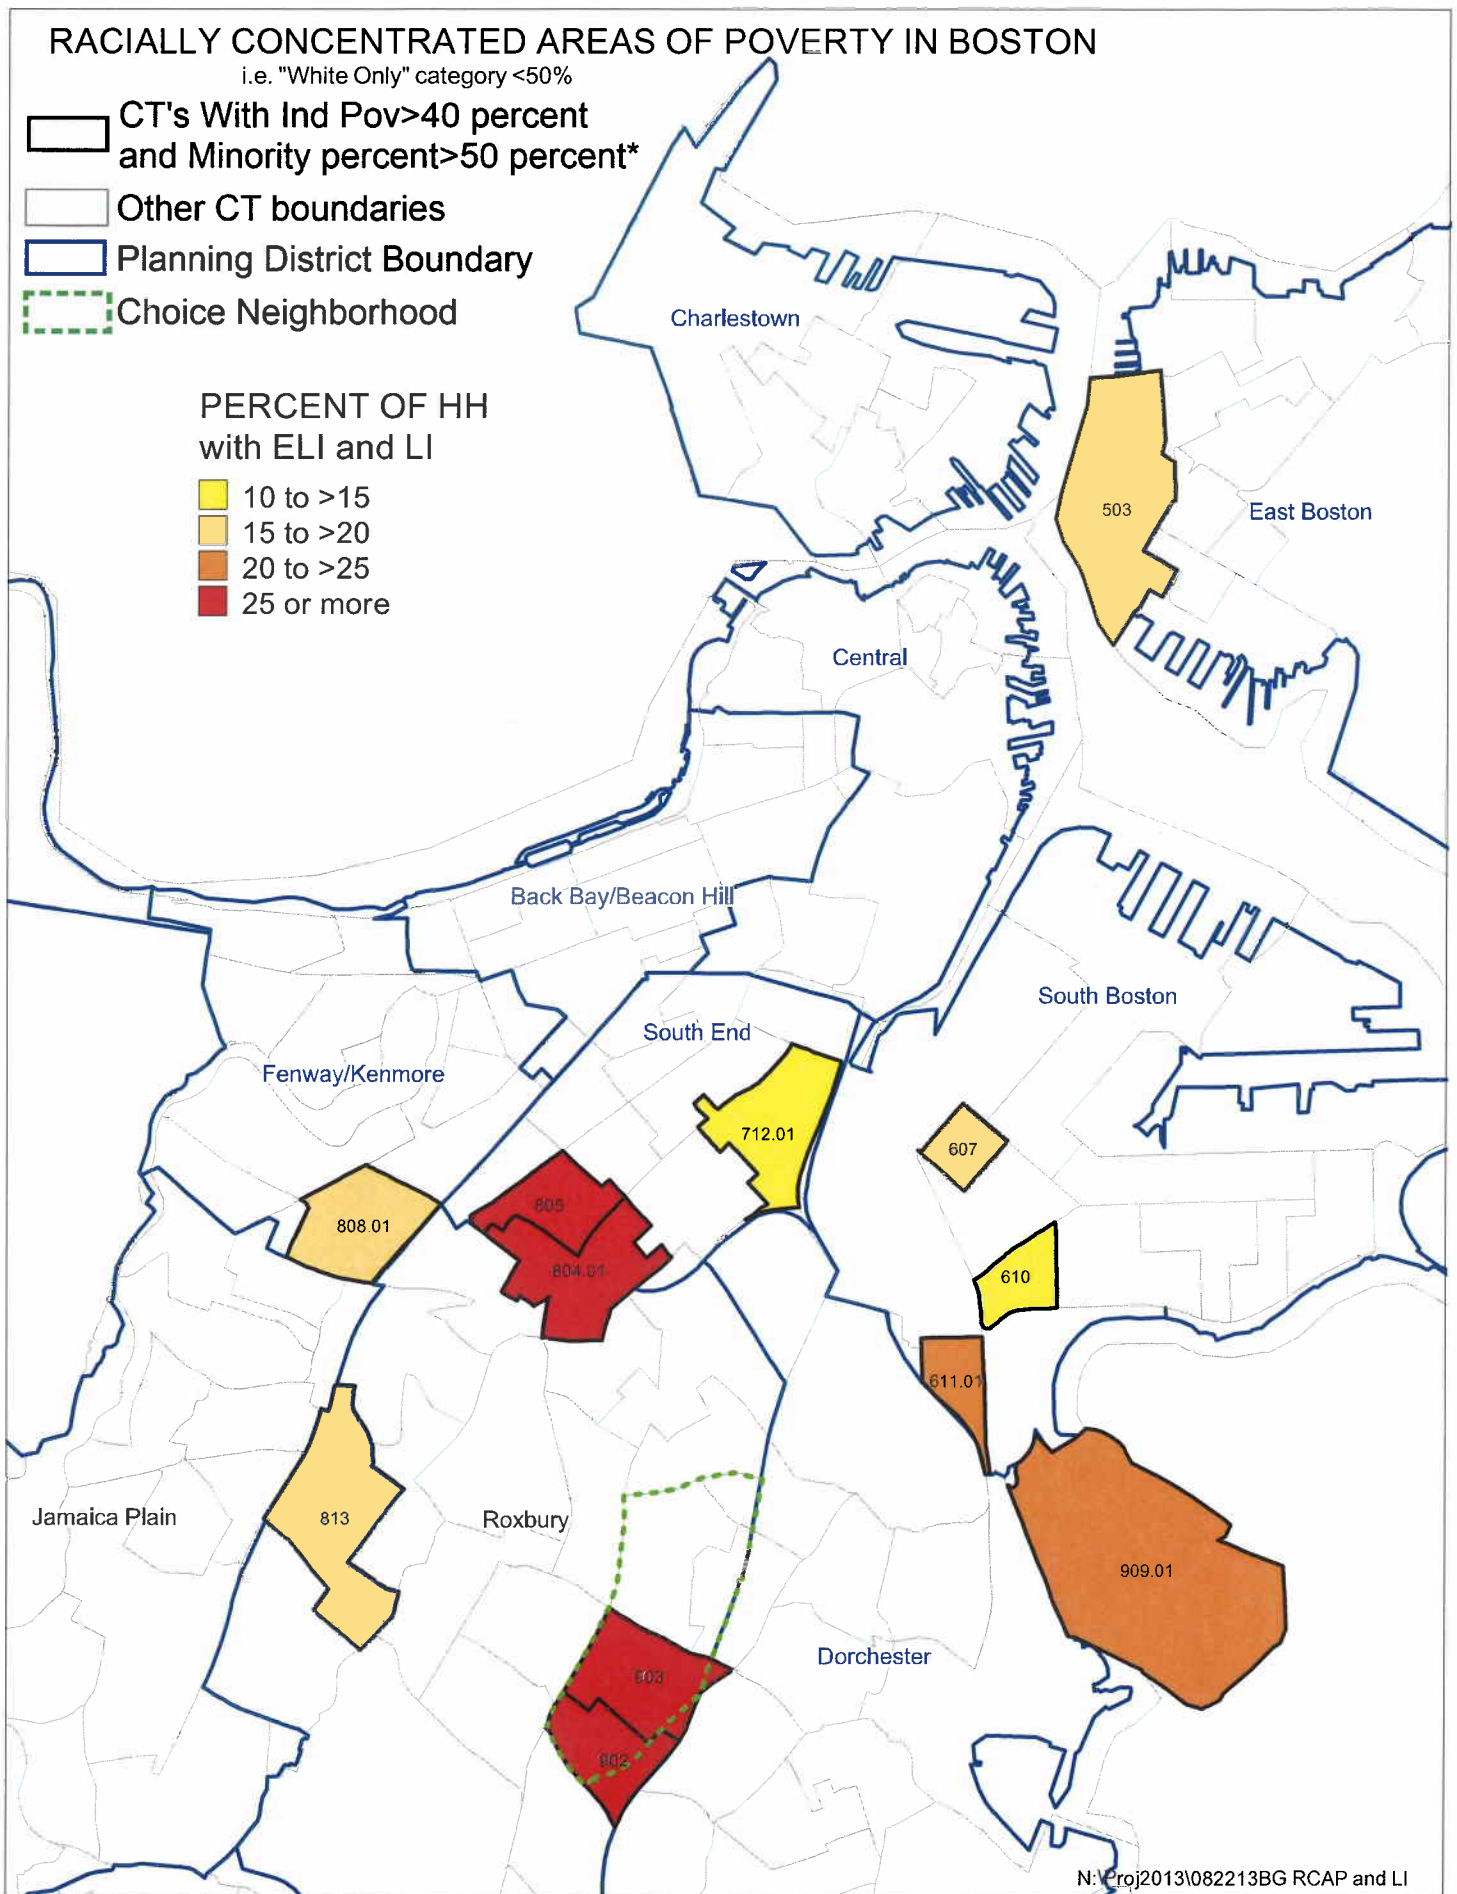 RACIALLY CONCENTRATED AREAS OF POVERTY IN BOSTON
i.e. "White Only" category <50%
CT's With Ind Pov>40 percent
and Minority percent>50 percent*
Other CT boundaries
Planning District Boundary
Choice Neighborhood
PERCENT OF HH
with ELI and LI
10 to >15
15 to >20
20 to >25
25 or more
Charlestown
503
East Boston
Central
Back Bay/Beacon Hill
South Boston
South End
Fenway/Kenmore
712.01
607
805
808.01
804.01
610
611.01
Jamaica Plain
813
Roxbury
909.01
Dorchester
903
902
N:\Proj2013\082213BG RCAP and LI